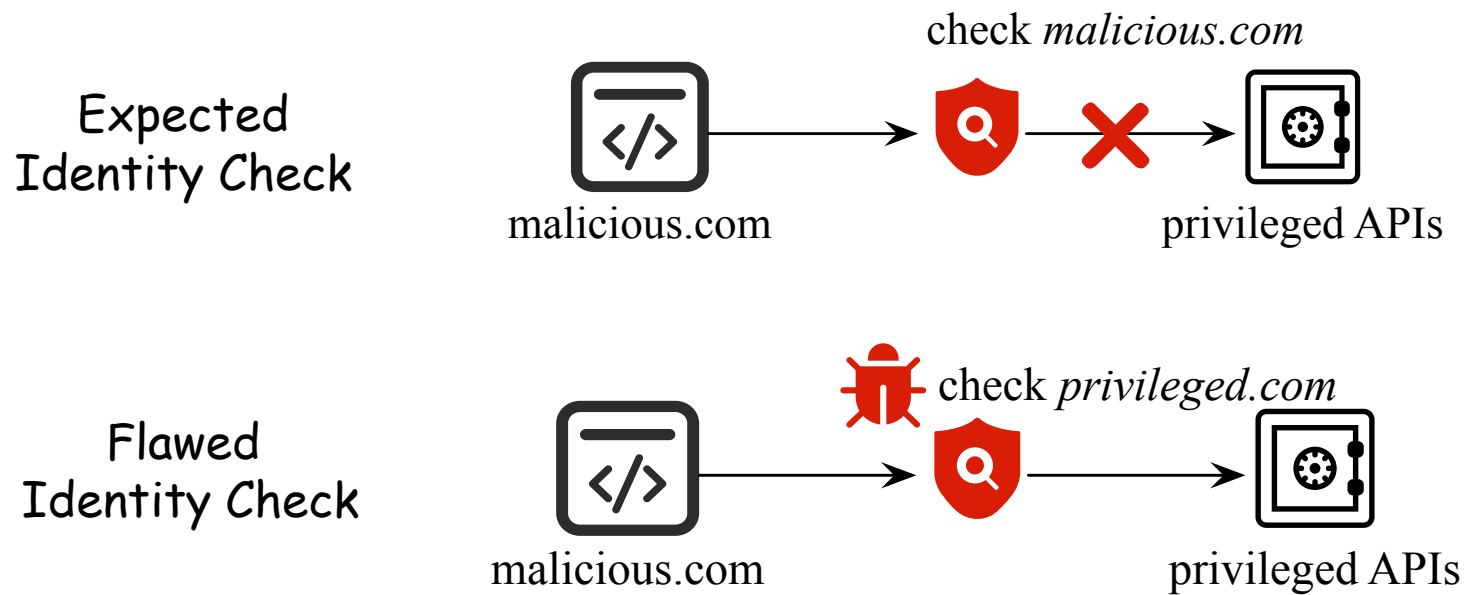 check malicious.com
Expected
Identity Check
</>
malicious.com
privileged APIs
check privileged.com
Flawed
Identity Check
</>
malicious.com
privileged APIs